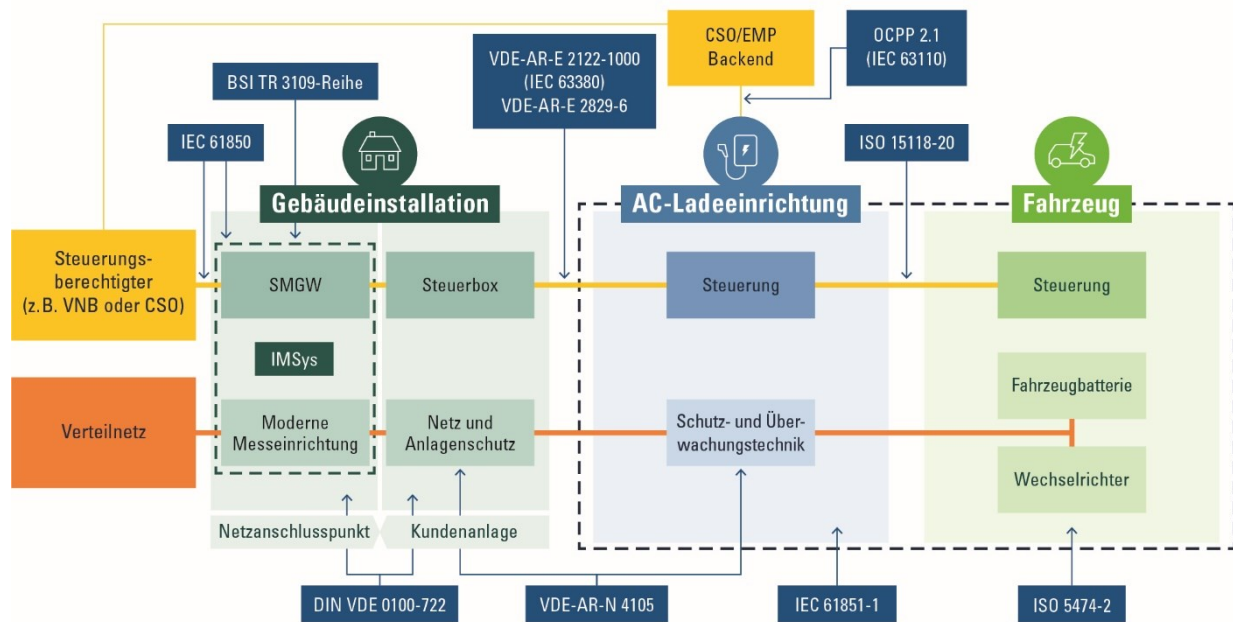 CSO/EMP
Backend
OCPP 2.1
(IEC 63110)
VDE-AR-E 2122-1000
(IEC 63380)
VDE-AR-E 2829-6
BSI TR 3109-Reihe
IEC 61850
ISO 15118-20
Gebäudeinstallation
AC-Ladeeinrichtung
Fahrzeug
Steuerungs-
berechtigter
(z.B. VNB oder CSO)
SMGW
Steuerbox
Steuerung
Steuerung
IMSys
Verteilnetz
Moderne
Messeinrichtung
Netz und
Anlagenschutz
Schutz- und Über-
wachungstechnik
Fahrzeugbatterie
Wechselrichter
Netzanschlusspunkt
Kundenanlage
DIN VDE 0100-722
VDE-AR-N 4105
IEC 61851-1
ISO 5474-2